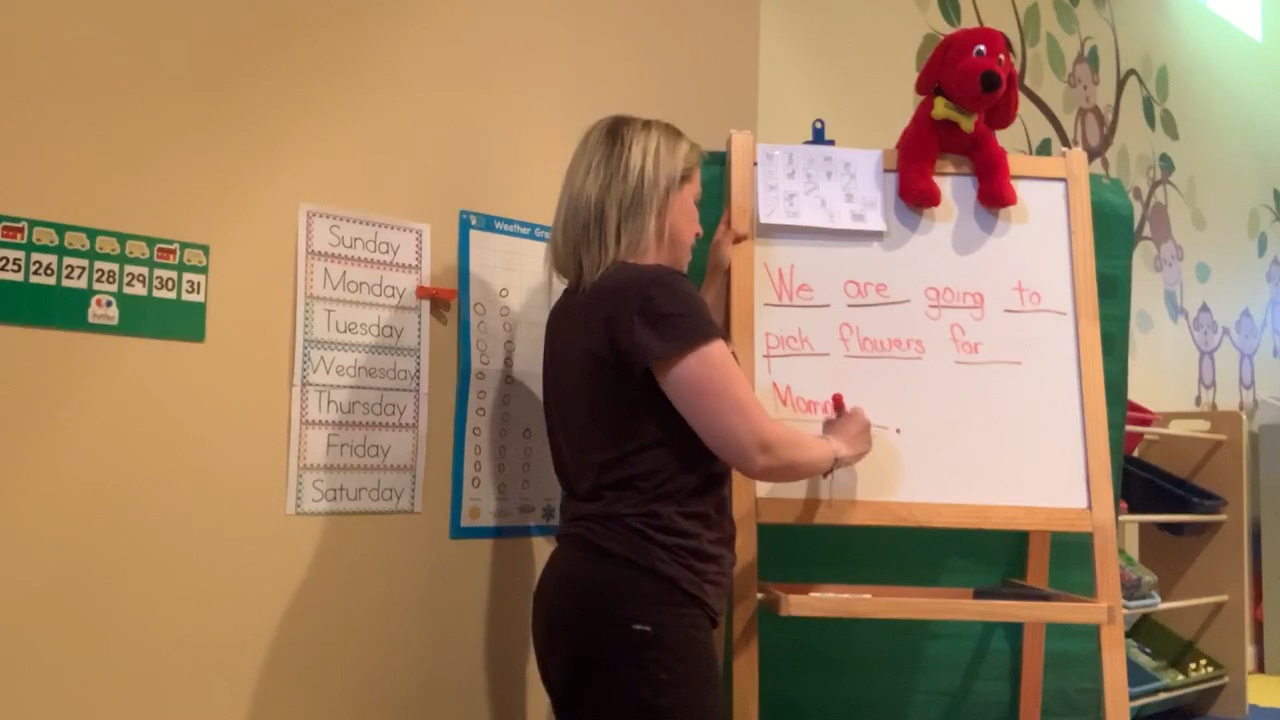 25 26 27 28 29 30 31
Sunday
Monday
Tuesday
Wednesday
Thursday
Friday
Saturday
Weather
We are going to
pick flowers for
Mom
.